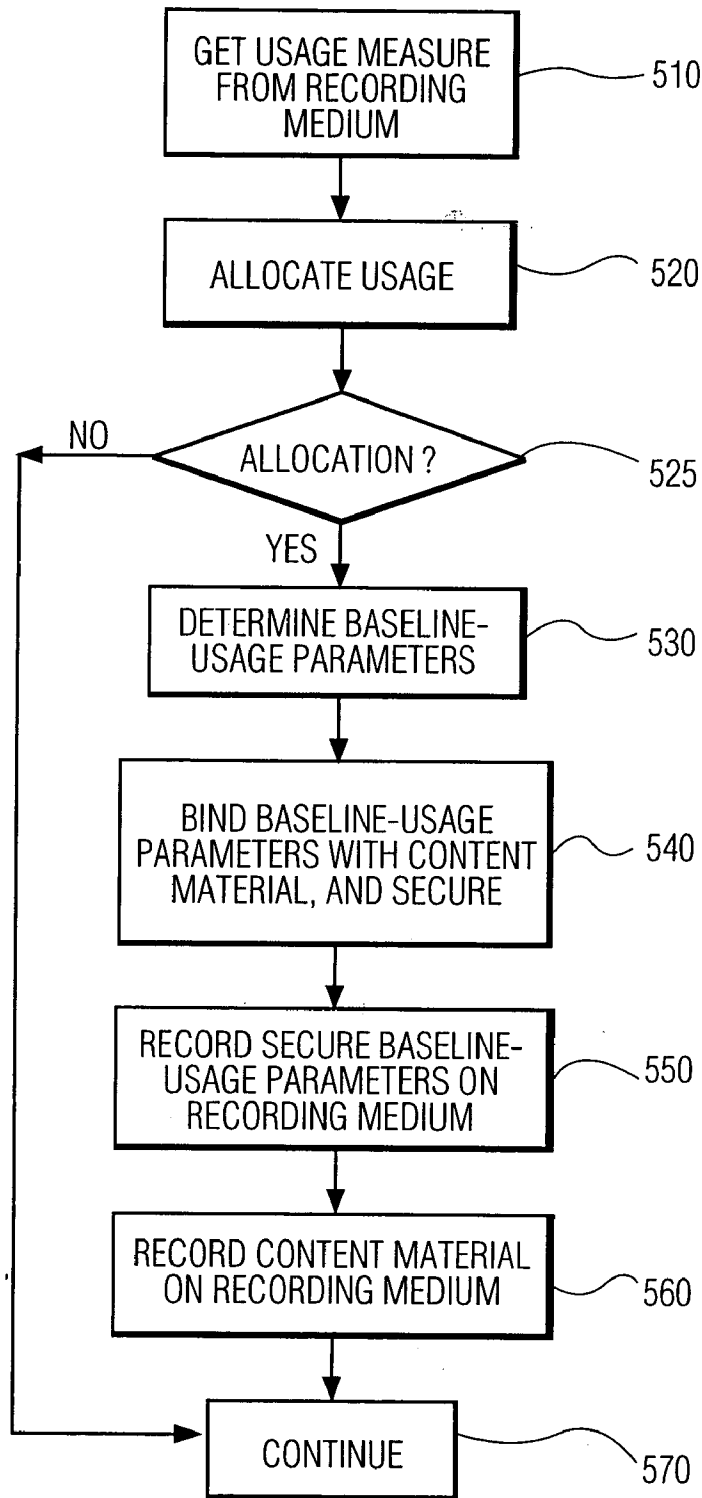 GET USAGE MEASURE
FROM RECORDING
MEDIUM
510
ALLOCATE USAGE
520
ALLOCATION ?
525
NO
YES
DETERMINE BASELINE-
USAGE PARAMETERS
530
BIND BASELINE-USAGE
PARAMETERS WITH CONTENT
MATERIAL, AND SECURE
540
RECORD SECURE BASELINE-
USAGE PARAMETERS ON
RECORDING MEDIUM
550
RECORD CONTENT MATERIAL
ON RECORDING MEDIUM
560
CONTINUE
570